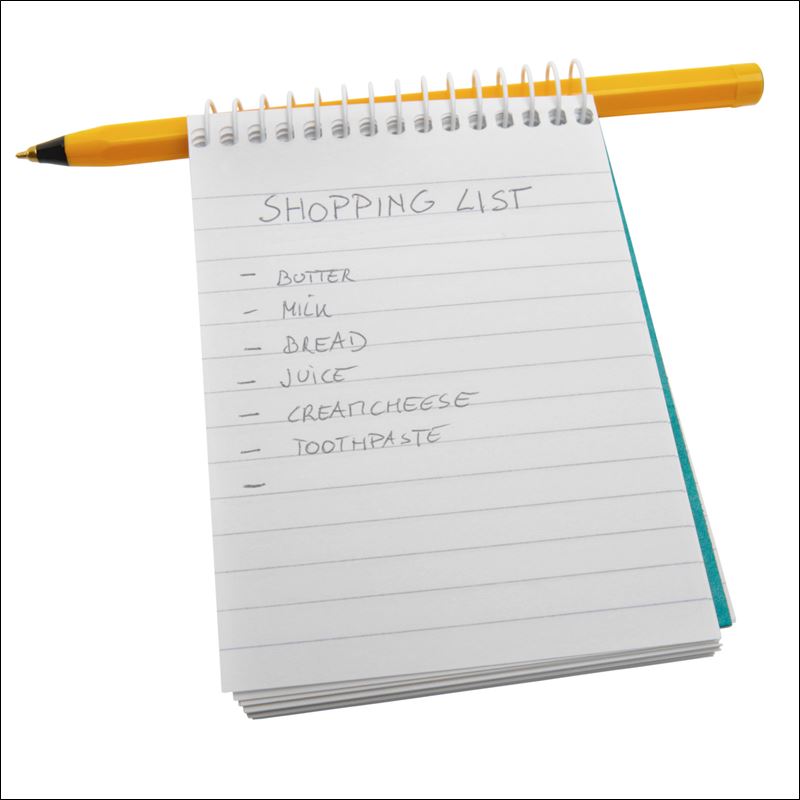 SHOPPING LIST
- BUTTER
- MILK
- BREAD
- JUICE
- CREAMCHEESE
- TOOTHPASTE
-